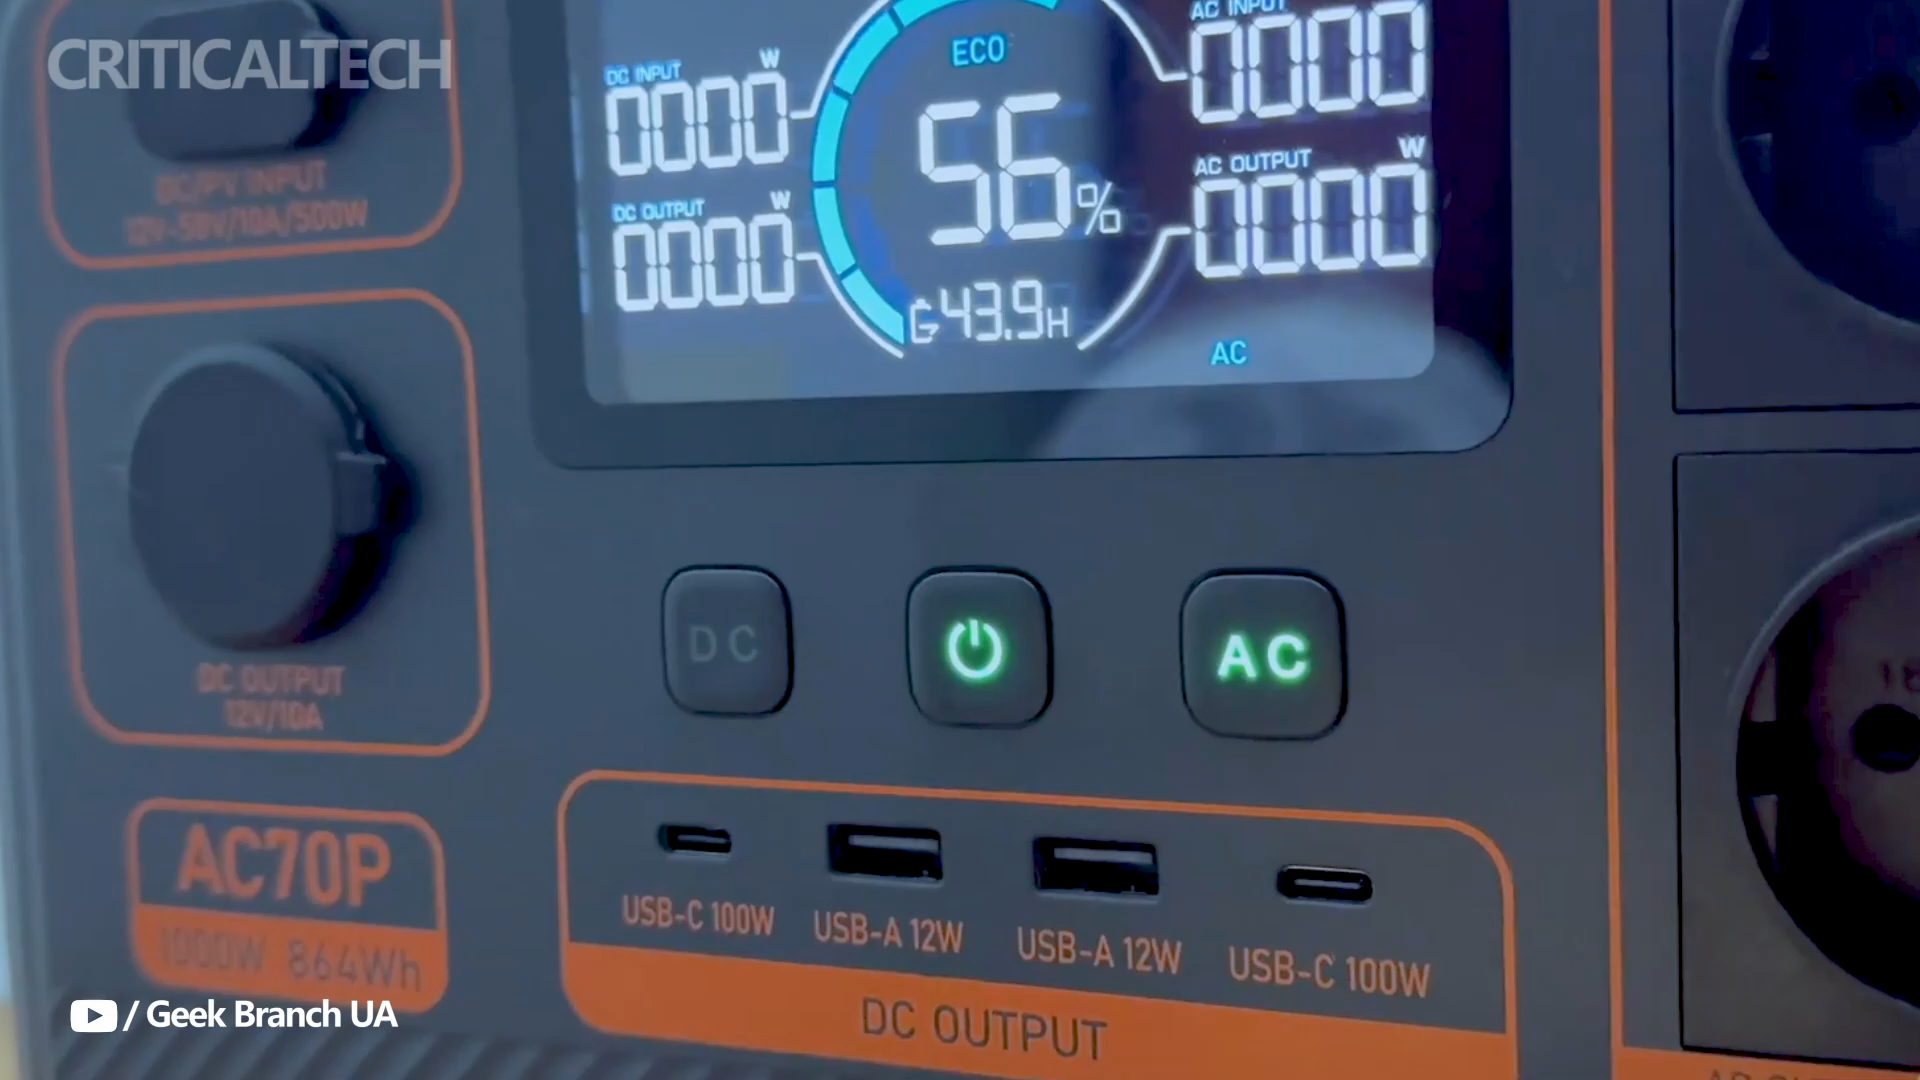 CRITICALTECH
DC/PV INPUT
12V-58V/10A/500W
DC INPUT
W
0000
DC OUTPUT
W
0000
ECO
56%
43.9H
AC INPUT
0000
AC OUTPUT
W
0000
AC
DC OUTPUT
12V/10A
DC
AC
AC70P
1000W 864Wh
USB-C 100W
USB-A 12W
USB-A 12W
USB-C 100W
DC OUTPUT
/ Geek Branch UA